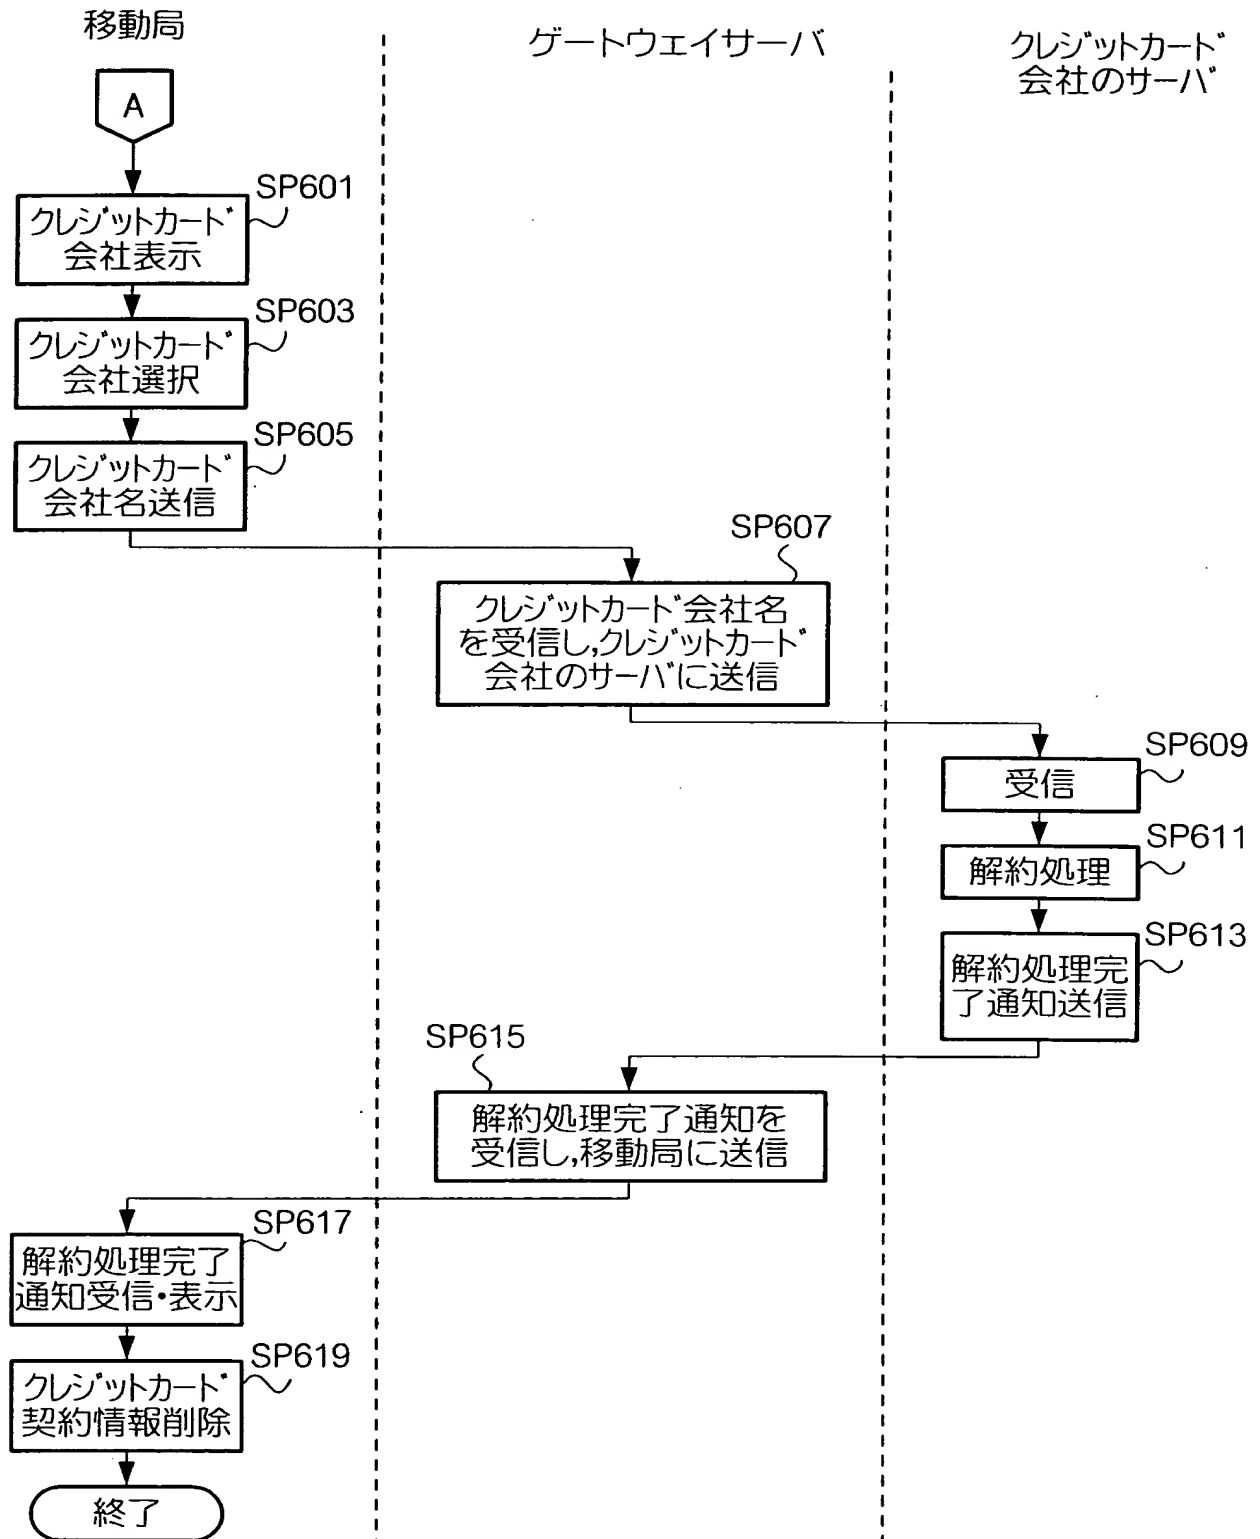 移動局
ゲートウェイサーバ
クレジットカード
会社のサーバ
A
SP601
クレジットカード
会社表示
SP603
クレジットカード
会社選択
SP605
クレジットカード
会社名送信
SP607
クレジットカード会社名
を受信し,クレジットカード
会社のサーバに送信
SP609
受信
SP611
解約処理
SP613
解約処理完
了通知送信
SP615
解約処理完了通知を
受信し,移動局に送信
SP617
解約処理完了
通知受信・表示
SP619
クレジットカード
契約情報削除
終了